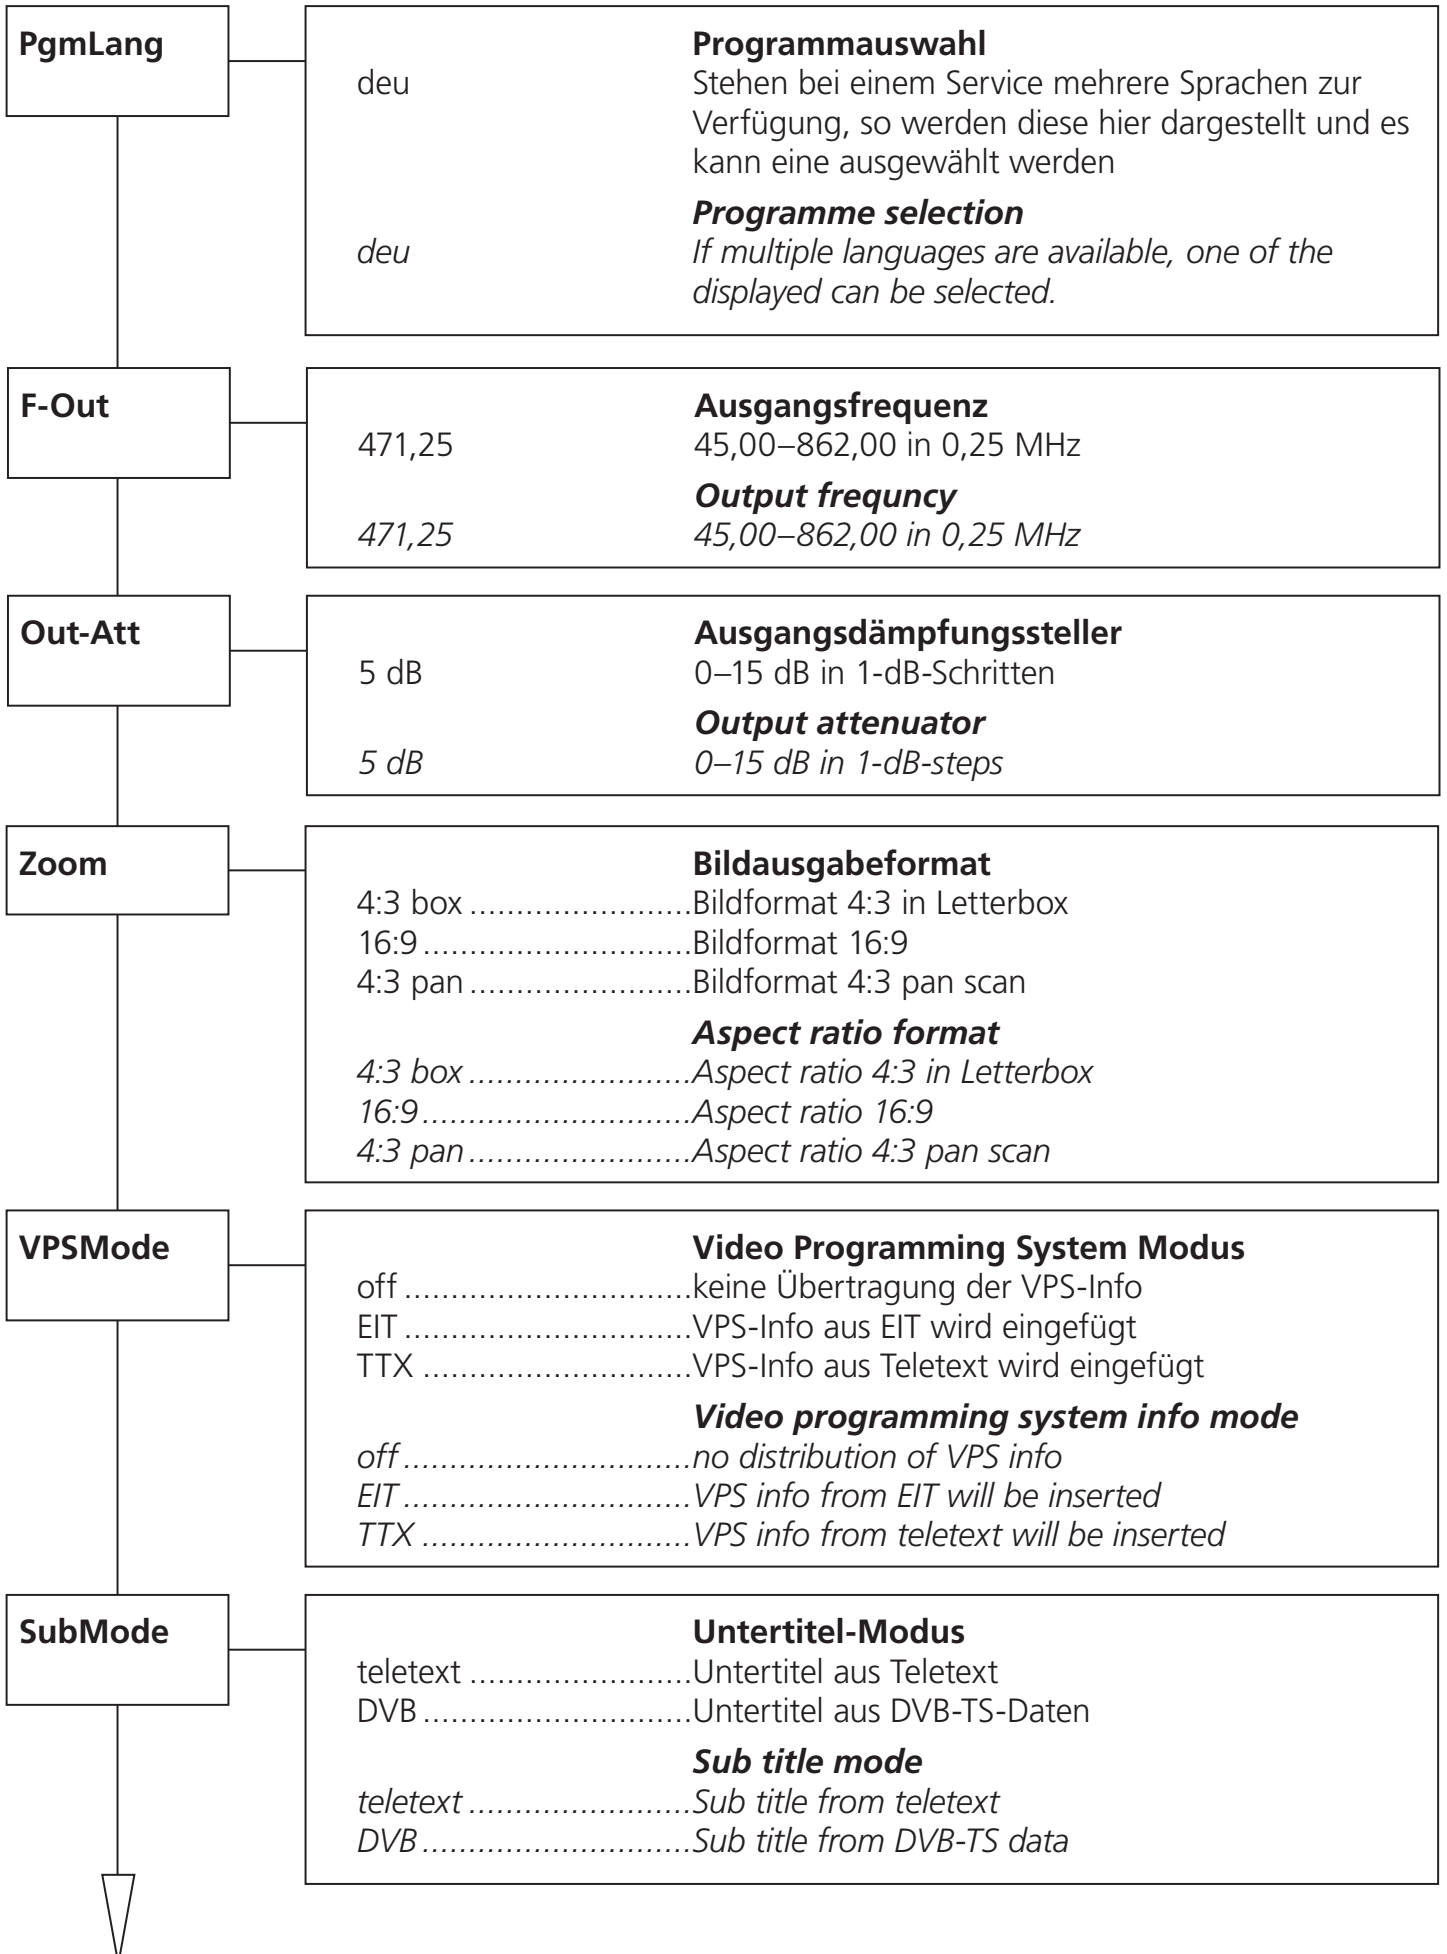 PgmLang
Programmauswahl
deu Stehen bei einem Service mehrere Sprachen zur
Verfügung, so werden diese hier dargestellt und es
kann eine ausgewählt werden
Programme selection
deu If multiple languages are available, one of the
displayed can be selected.
F-Out
Ausgangsfrequenz
471,25 45,00–862,00 in 0,25 MHz
Output frequncy
471,25 45,00–862,00 in 0,25 MHz
Out-Att
Ausgangsdämpfungssteller
5 dB 0–15 dB in 1-dB-Schritten
Output attenuator
5 dB 0–15 dB in 1-dB-steps
Zoom
Bildausgabeformat
4:3 box ........................Bildformat 4:3 in Letterbox
16:9.............................Bildformat 16:9
4:3 pan ........................Bildformat 4:3 pan scan
Aspect ratio format
4:3 box ........................Aspect ratio 4:3 in Letterbox
16:9.............................Aspect ratio 16:9
4:3 pan ........................Aspect ratio 4:3 pan scan
VPSMode
Video Programming System Modus
off ...............................keine Übertragung der VPS-Info
EIT ...............................VPS-Info aus EIT wird eingefügt
TTX .............................VPS-Info aus Teletext wird eingefügt
Video programming system info mode
off ...............................no distribution of VPS info
EIT ...............................VPS info from EIT will be inserted
TTX .............................VPS info from teletext will be inserted
SubMode
Untertitel-Modus
teletext ........................Untertitel aus Teletext
DVB .............................Untertitel aus DVB-TS-Daten
Sub title mode
teletext ........................Sub title from teletext
DVB .............................Sub title from DVB-TS data